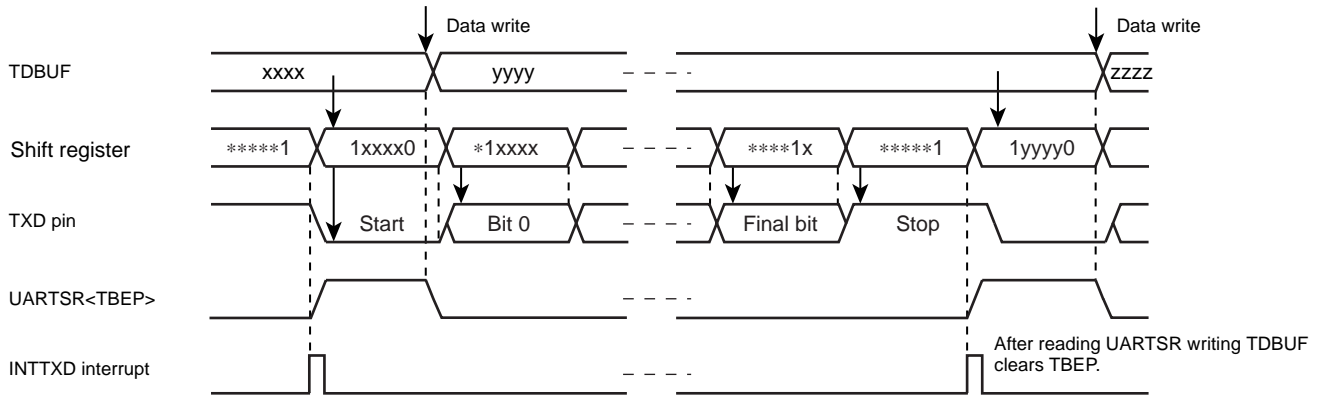 Data write Data write
TDBUF xxxx yyyy zzzz
Shift register *****1 1xxxx0 *1xxxx ****1x *****1 1yyyy0
TXD pin Start Bit 0 Final bit Stop
UARTSR<TBEP>
After reading UARTSR writing TDBUF
INTTXD interrupt clears TBEP.